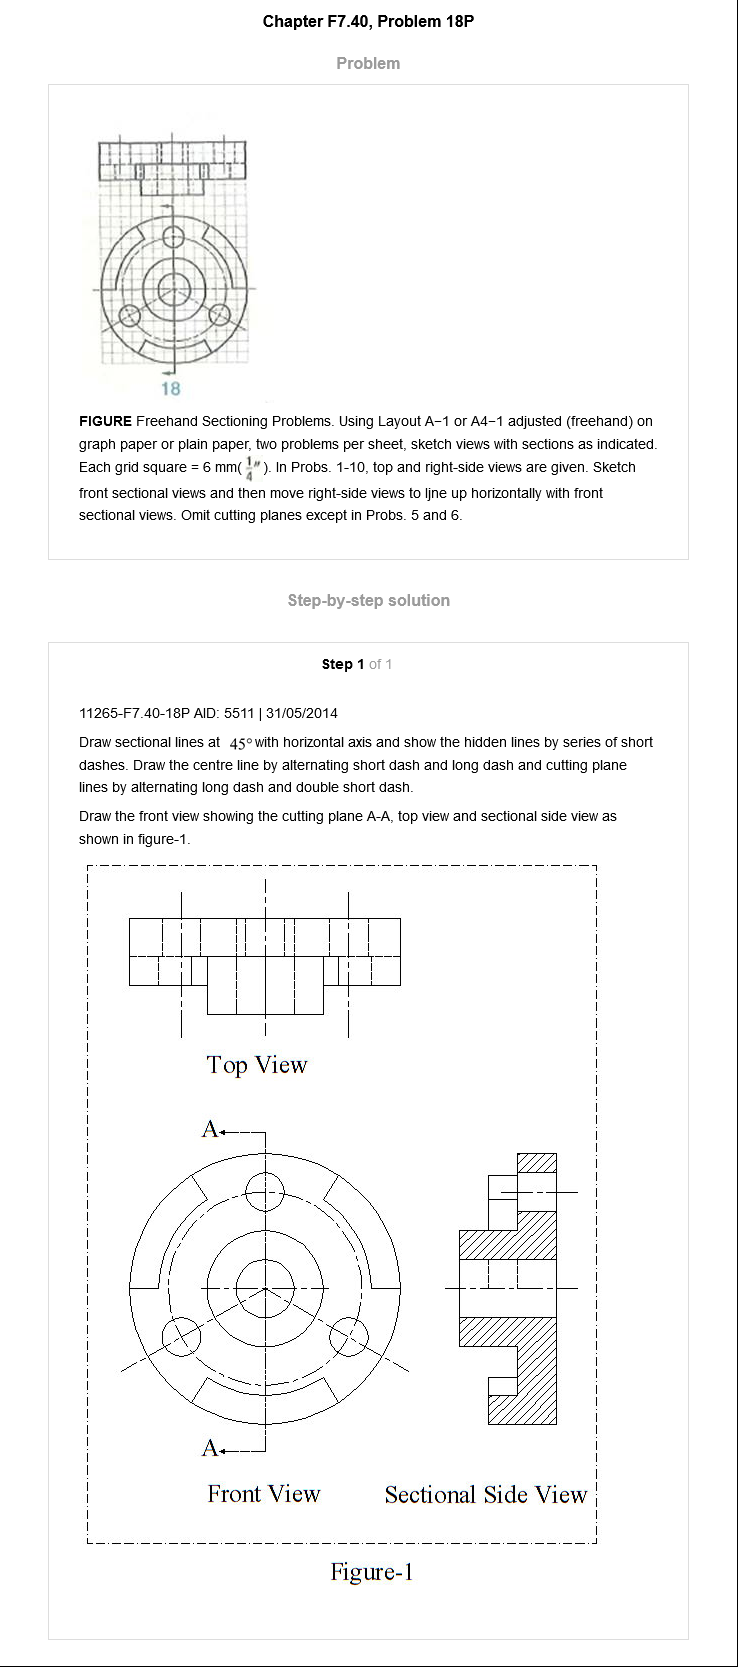 Chapter F7.40, Problem 18P
Problem
18
FIGURE Freehand Sectioning Problems. Using Layout A–1 or A4–1 adjusted (freehand) on
graph paper or plain paper, two problems per sheet, sketch views with sections as indicated.
Each grid square = 6 mm(1/4″). In Probs. 1-10, top and right-side views are given. Sketch
front sectional views and then move right-side views to ljne up horizontally with front
sectional views. Omit cutting planes except in Probs. 5 and 6.
Step-by-step solution
Step 1 of 1
11265-F7.40-18P AID: 5511 | 31/05/2014
Draw sectional lines at 45° with horizontal axis and show the hidden lines by series of short
dashes. Draw the centre line by alternating short dash and long dash and cutting plane
lines by alternating long dash and double short dash.
Draw the front view showing the cutting plane A-A, top view and sectional side view as
shown in figure-1.
Top View
A
A
Front View
Sectional Side View
Figure-1